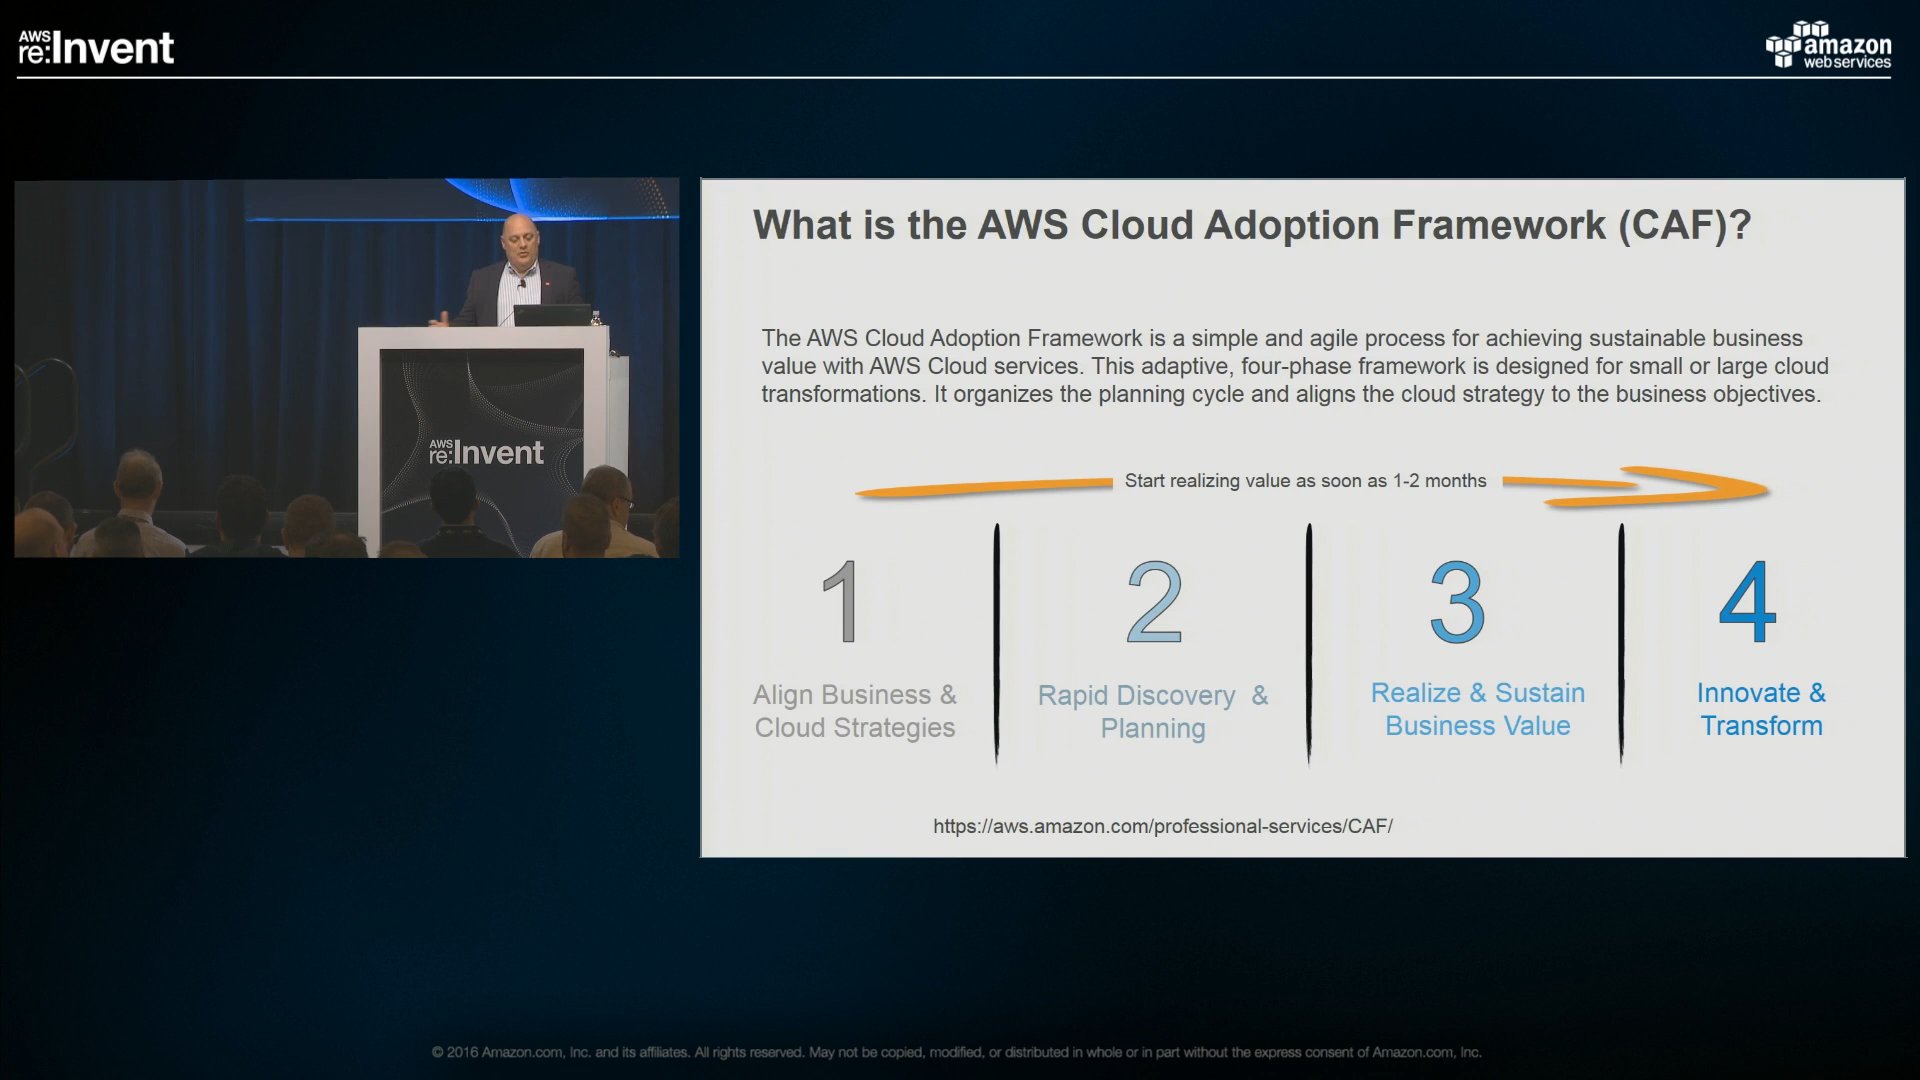 AWS
re:Invent
amazon
web services
What is the AWS Cloud Adoption Framework (CAF)?
The AWS Cloud Adoption Framework is a simple and agile process for achieving sustainable business
value with AWS Cloud services. This adaptive, four-phase framework is designed for small or large cloud
transformations. It organizes the planning cycle and aligns the cloud strategy to the business objectives.
Start realizing value as soon as 1-2 months
1
Align Business &
Cloud Strategies
2
Rapid Discovery &
Planning
3
Realize & Sustain
Business Value
4
Innovate &
Transform
https://aws.amazon.com/professional-services/CAF/
AWS
re:Invent
© 2016 Amazon.com, Inc. and its affiliates. All rights reserved. May not be copied, modified, or distributed in whole or in part without the express consent of Amazon.com, Inc.